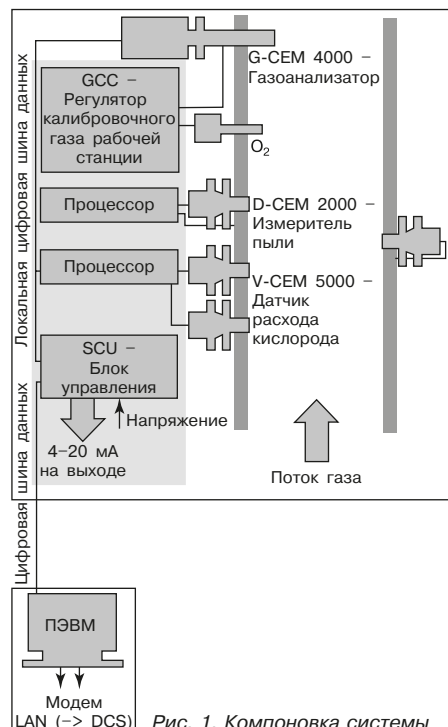 G-CEM 4000 –
Газоанализатор
GCC –
Регулятор
калибровочного
газа рабочей
станции
O₂
Процессор
D-CEM 2000 –
Измеритель
пыли
Процессор
V-CEM 5000 –
Датчик
расхода
кислорода
SCU –
Блок
управления
Напряжение
4–20 мА
на выходе
Поток газа
Локальная цифровая шина данных
Цифровая шина данных
ПЭВМ
Модем
LAN (–> DCS)
Рис. 1. Компоновка системы